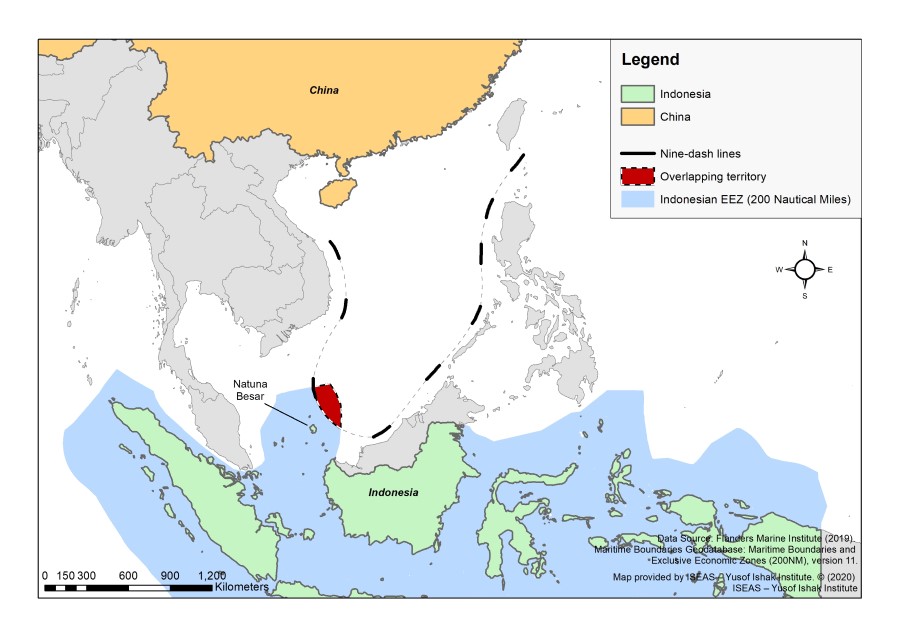 China
Legend
Indonesia
China
Nine-dash lines
Overlapping territory
Indonesian EEZ (200 Nautical Miles)
N
W E
S
Natuna
Besar
Indonesia
Data Source: Flanders Marine Institute (2019).
Maritime Boundaries Geodatabase: Maritime Boundaries and
Exclusive Economic Zones (200NM), version 11.
Map provided by ISEAS – Yusof Ishak Institute. © (2020)
ISEAS – Yusof Ishak Institute
0 150 300 600 900 1,200
Kilometers